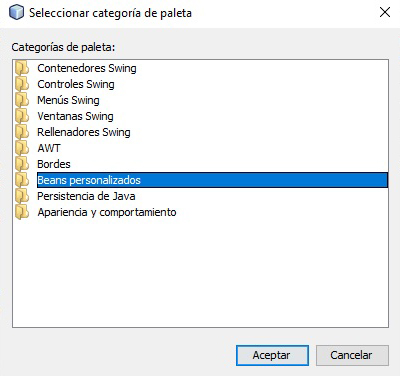 Seleccionar categoría de paleta
Categorías de paleta:
Contenedores Swing
Controles Swing
Menús Swing
Ventanas Swing
Rellenadores Swing
AWT
Bordes
Beans personalizados
Persistencia de Java
Apariencia y comportamiento
Aceptar
Cancelar